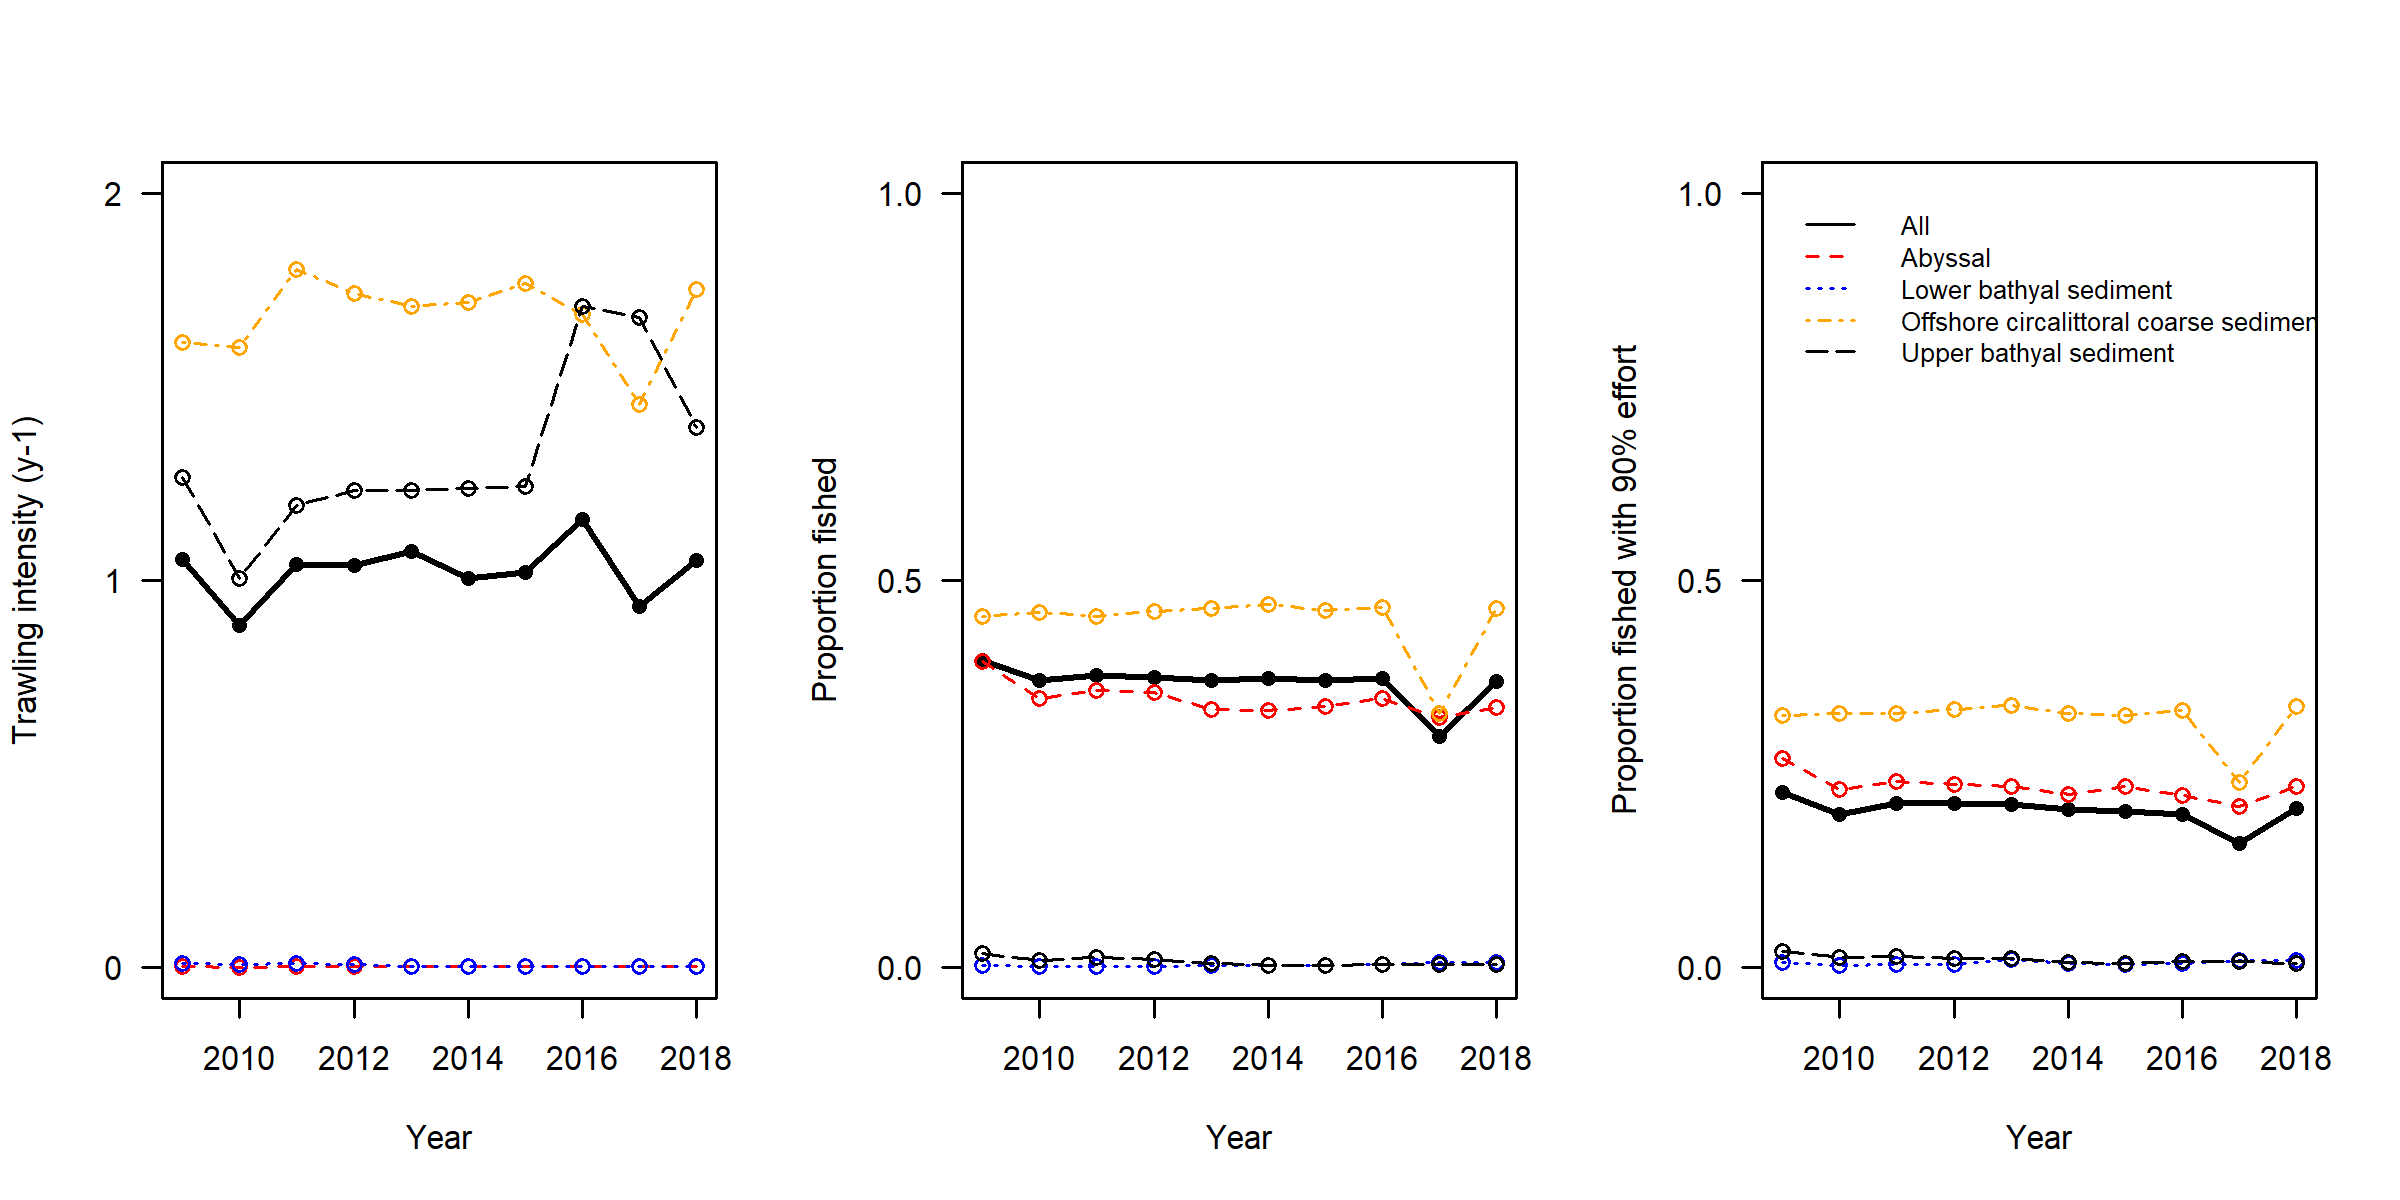 Trawling intensity (y-1)
2
1
0
2010 2012 2014 2016 2018
Year
Proportion fished
1.0
0.5
0.0
2010 2012 2014 2016 2018
Year
Proportion fished with 90% effort
1.0
0.5
0.0
All
Abyssal
Lower bathyal sediment
Offshore circalittoral coarse sedimen
Upper bathyal sediment
2010 2012 2014 2016 2018
Year